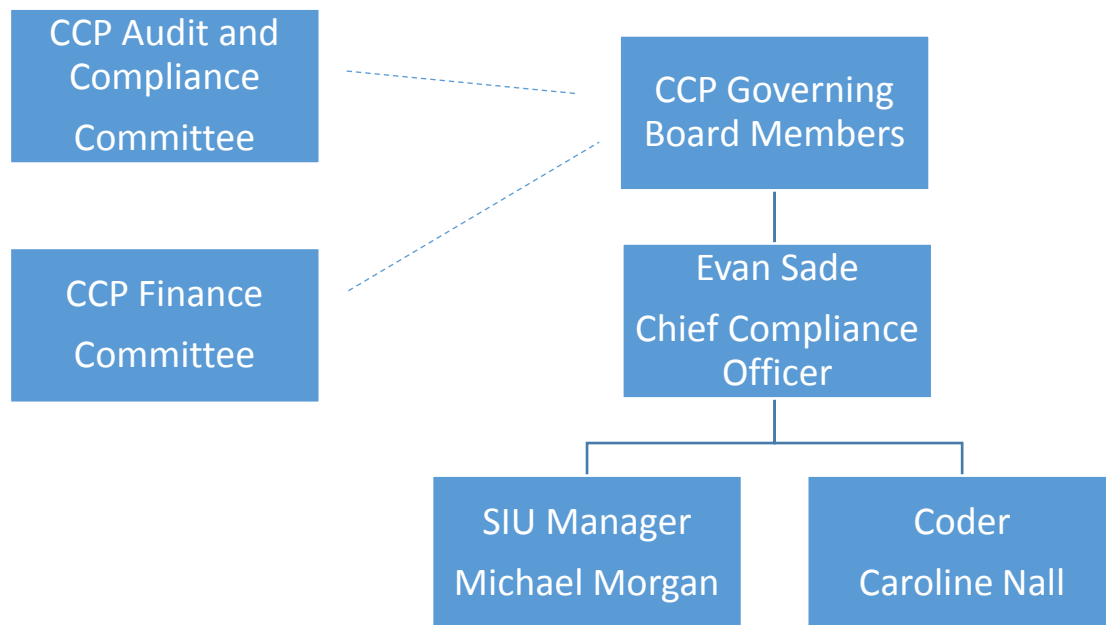 CCP Audit and
Compliance
Committee
CCP Governing
Board Members
CCP Finance
Committee
Evan Sade
Chief Compliance
Officer
SIU Manager
Michael Morgan
Coder
Caroline Nall